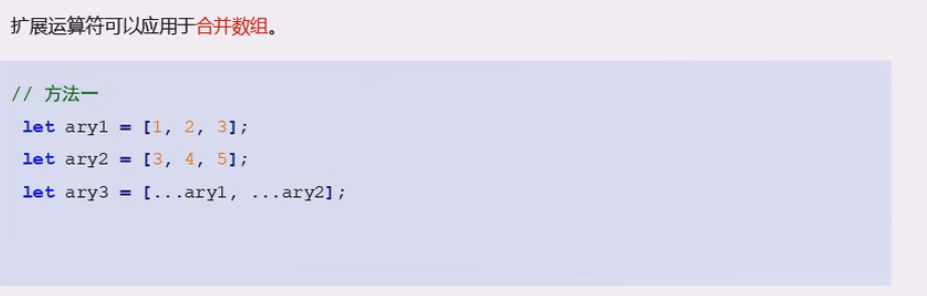 扩展运算符可以应用于合并数组。
// 方法一
let ary1 = [1, 2, 3];
let ary2 = [3, 4, 5];
let ary3 = [...ary1, ...ary2];